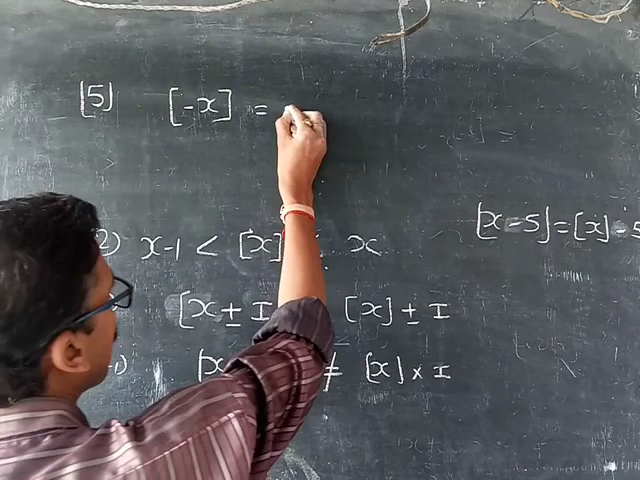 [5] [-x] =
[x-5]=[x]-5
2) x-1 < [x] x
[x ± I [x] ± I
[x ≠ [x] x I